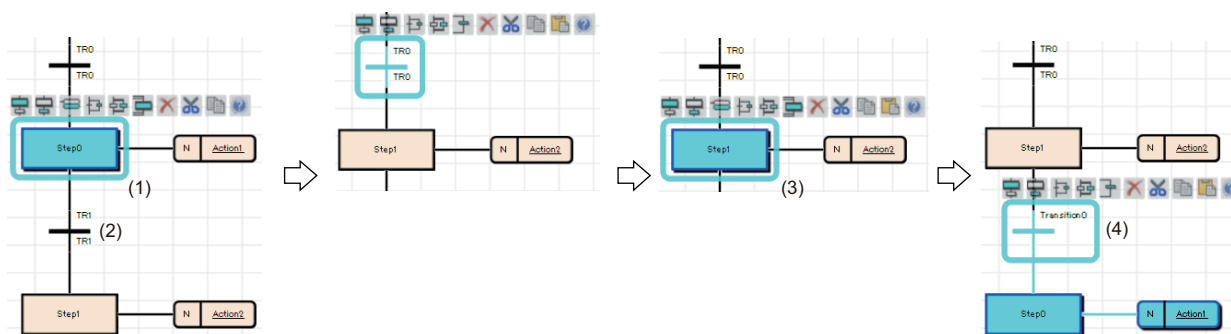 TR0
TR0
Step0
N Action1
(1)
TR1
(2)
TR1
Step1
N Action2
TR0
TR0
Step1
N Action2
TR0
TR0
Step1
N Action2
(3)
TR0
TR0
Step1
N Action2
Transition0
(4)
Step0
N Action1